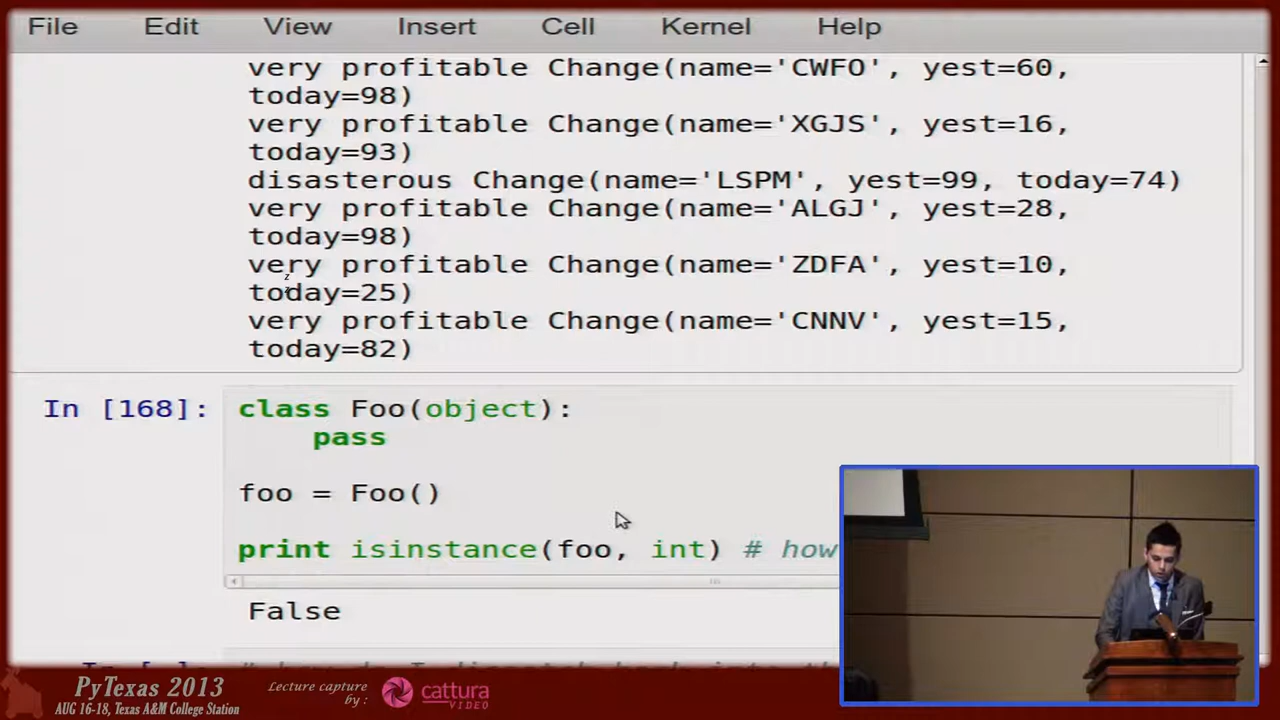 File Edit View Insert Cell Kernel Help
very profitable Change(name='CWFO', yest=60,
today=98)
very profitable Change(name='XGJS', yest=16,
today=93)
disasterous Change(name='LSPM', yest=99, today=74)
very profitable Change(name='ALGJ', yest=28,
today=98)
very profitable Change(name='ZDFA', yest=10,
today=25)
very profitable Change(name='CNNV', yest=15,
today=82)
In [168]: class Foo(object):
pass
foo = Foo()
print isinstance(foo, int) # how
False
PyTexas 2013
AUG 16-18, Texas A&M College Station
Lecture capture
by :
cattura
VIDEO